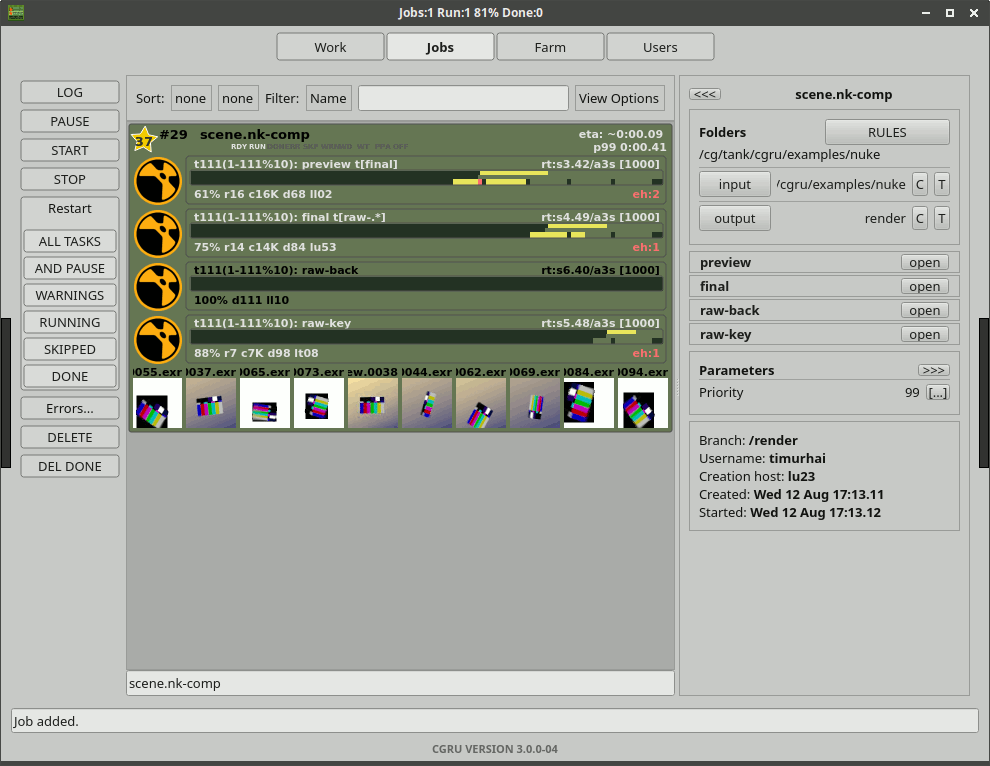 Jobs:1 Run:1 81% Done:0
Work Jobs Farm Users
LOG
PAUSE
START
STOP
Restart
ALL TASKS
AND PAUSE
WARNINGS
RUNNING
SKIPPED
DONE
Errors...
DELETE
DEL DONE
Sort: none none Filter: Name View Options
37 #29 scene.nk-comp eta: ~0:00.09
RDY RUN p99 0:00.41
t111(1-111%10): preview t[final] rt:s3.42/a3s [1000]
61% r16 c16K d68 ll02 eh:2
t111(1-111%10): final t[raw-.*] rt:s4.49/a3s [1000]
75% r14 c14K d84 lu53 eh:1
t111(1-111%10): raw-back rt:s6.40/a3s [1000]
100% d111 ll10
t111(1-111%10): raw-key rt:s5.48/a3s [1000]
88% r7 c7K d98 lt08 eh:1
0055.exr 0037.exr 0065.exr 0073.exr ew.0038 0044.exr 0062.exr 0069.exr 0084.exr 0094.exr
scene.nk-comp
<<< scene.nk-comp
Folders RULES
/cg/tank/cgru/examples/nuke
input /cgru/examples/nuke C T
output render C T
preview open
final open
raw-back open
raw-key open
Parameters >>>
Priority 99 [...]
Branch: /render
Username: timurhai
Creation host: lu23
Created: Wed 12 Aug 17:13.11
Started: Wed 12 Aug 17:13.12
Job added.
CGRU VERSION 3.0.0-04